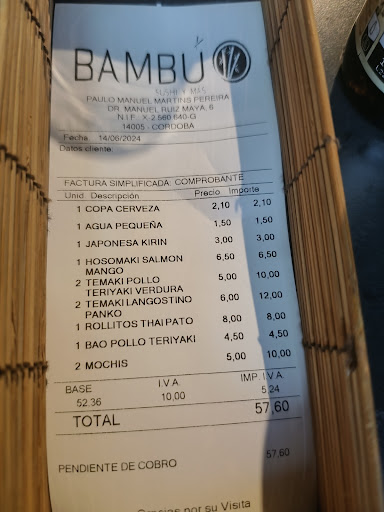 BAMBÚ
SUSHI Y MAS
PAULO MANUEL MARTINS PEREIRA
DR. MANUEL RUIZ MAYA, 6
N.I.F. X 2.560.640-G
14005 - CORDOBA
Fecha 14/06/2024
Datos cliente:
FACTURA SIMPLIFICADA: COMPROBANTE
Unid. Descripción Precio Importe
1 COPA CERVEZA 2,10 2,10
1 AGUA PEQUEÑA 1,50 1,50
1 JAPONESA KIRIN 3,00 3,00
1 HOSOMAKI SALMON 6,50 6,50
MANGO
2 TEMAKI POLLO 5,00 10,00
TERIYAKI VERDURA
2 TEMAKI LANGOSTINO 6,00 12,00
PANKO
1 ROLLITOS THAI PATO 8,00 8,00
1 BAO POLLO TERIYAKI 4,50 4,50
2 MOCHIS 5,00 10,00
BASE I.V.A. IMP. I.V.A.
52.36 10,00 5.24
TOTAL 57,60
PENDIENTE DE COBRO 57,60
Gracias por su Visita